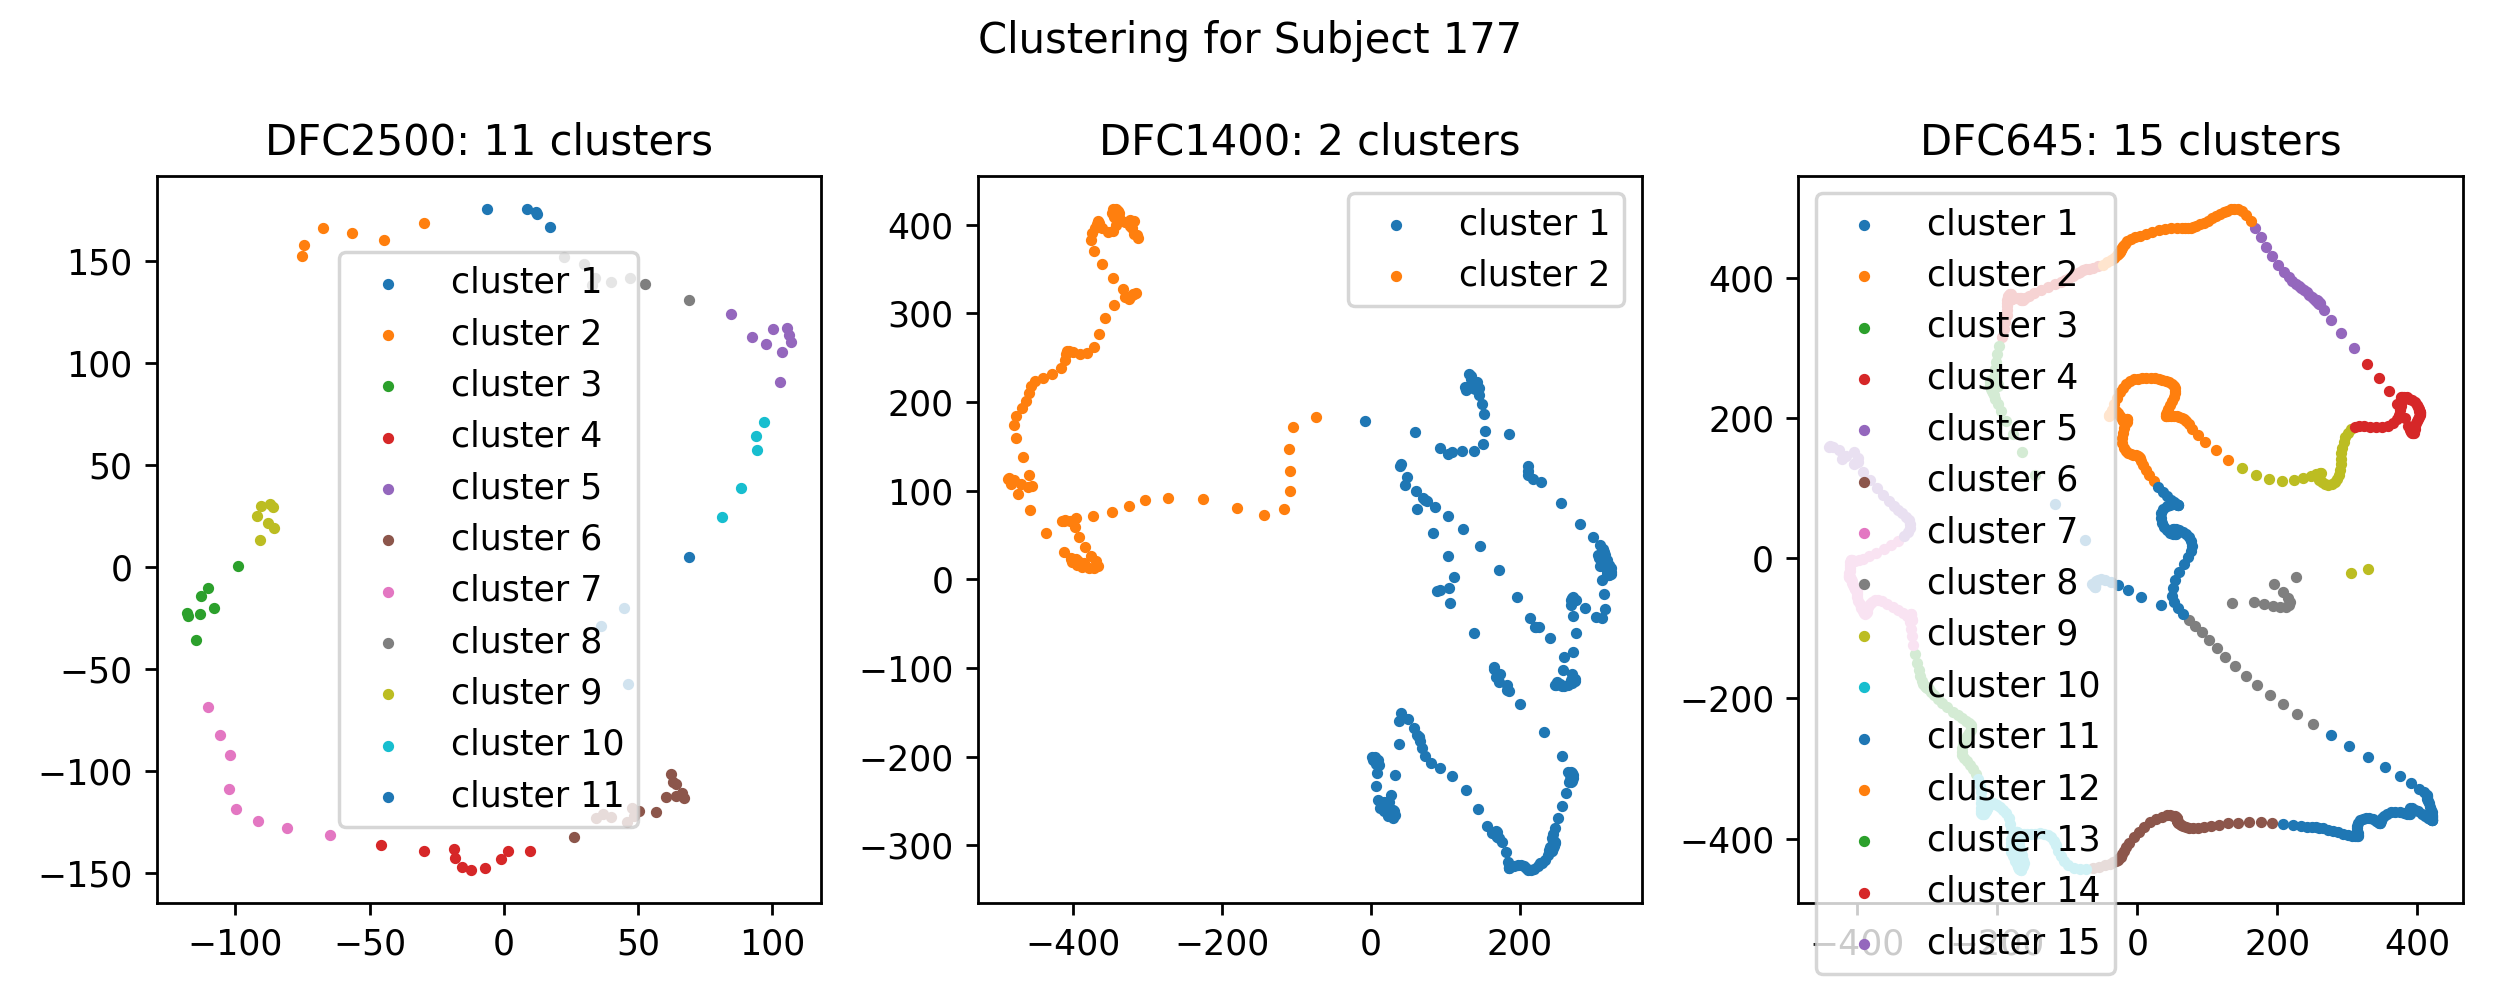 Clustering for Subject 177
DFC2500: 11 clusters
150
100
50
0
−50
−100
−150
−100
−50
0
50
100
cluster 1
cluster 2
cluster 3
cluster 4
cluster 5
cluster 6
cluster 7
cluster 8
cluster 9
cluster 10
cluster 11
DFC1400: 2 clusters
400
300
200
100
0
−100
−200
−300
−400
−200
0
200
cluster 1
cluster 2
DFC645: 15 clusters
400
200
0
−200
−400
−400
−200
0
200
400
cluster 1
cluster 2
cluster 3
cluster 4
cluster 5
cluster 6
cluster 7
cluster 8
cluster 9
cluster 10
cluster 11
cluster 12
cluster 13
cluster 14
cluster 15